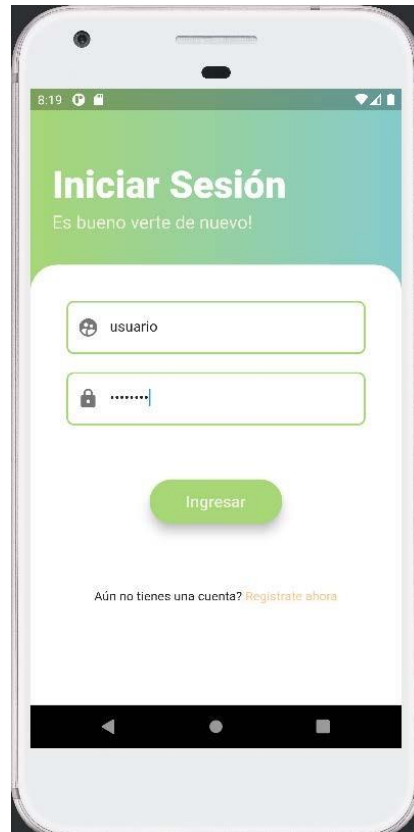 8:19
Iniciar Sesión
Es bueno verte de nuevo!
usuario
••••••••
Ingresar
Aún no tienes una cuenta? Registrate ahora